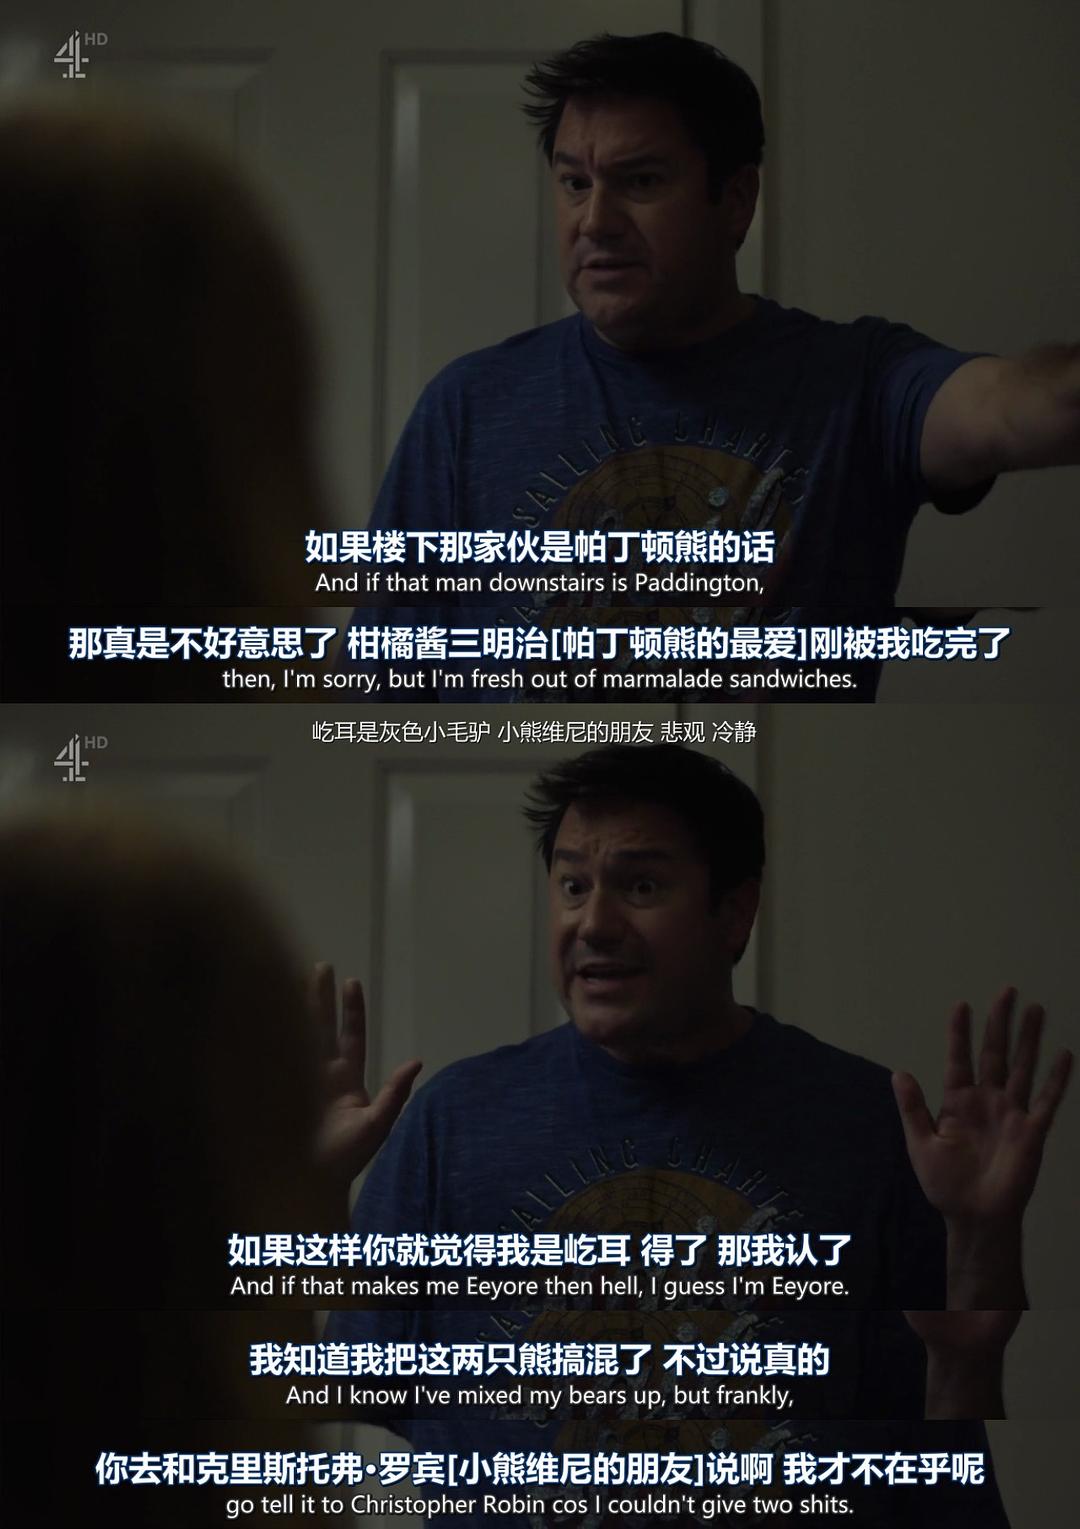 4 HD
SAILING CHARTE
如果楼下那家伙是帕丁顿熊的话
And if that man downstairs is Paddington,
那真是不好意思了 柑橘酱三明治[帕丁顿熊的最爱]刚被我吃完了
then, I'm sorry, but I'm fresh out of marmalade sandwiches.
屹耳是灰色小毛驴 小熊维尼的朋友 悲观 冷静
4 HD
SAILING CHARTE
如果这样你就觉得我是屹耳 得了 那我认了
And if that makes me Eeyore then hell, I guess I'm Eeyore.
我知道我把这两只熊搞混了 不过说真的
And I know I've mixed my bears up, but frankly,
你去和克里斯托弗·罗宾[小熊维尼的朋友]说啊 我才不在乎呢
go tell it to Christopher Robin cos I couldn't give two shits.